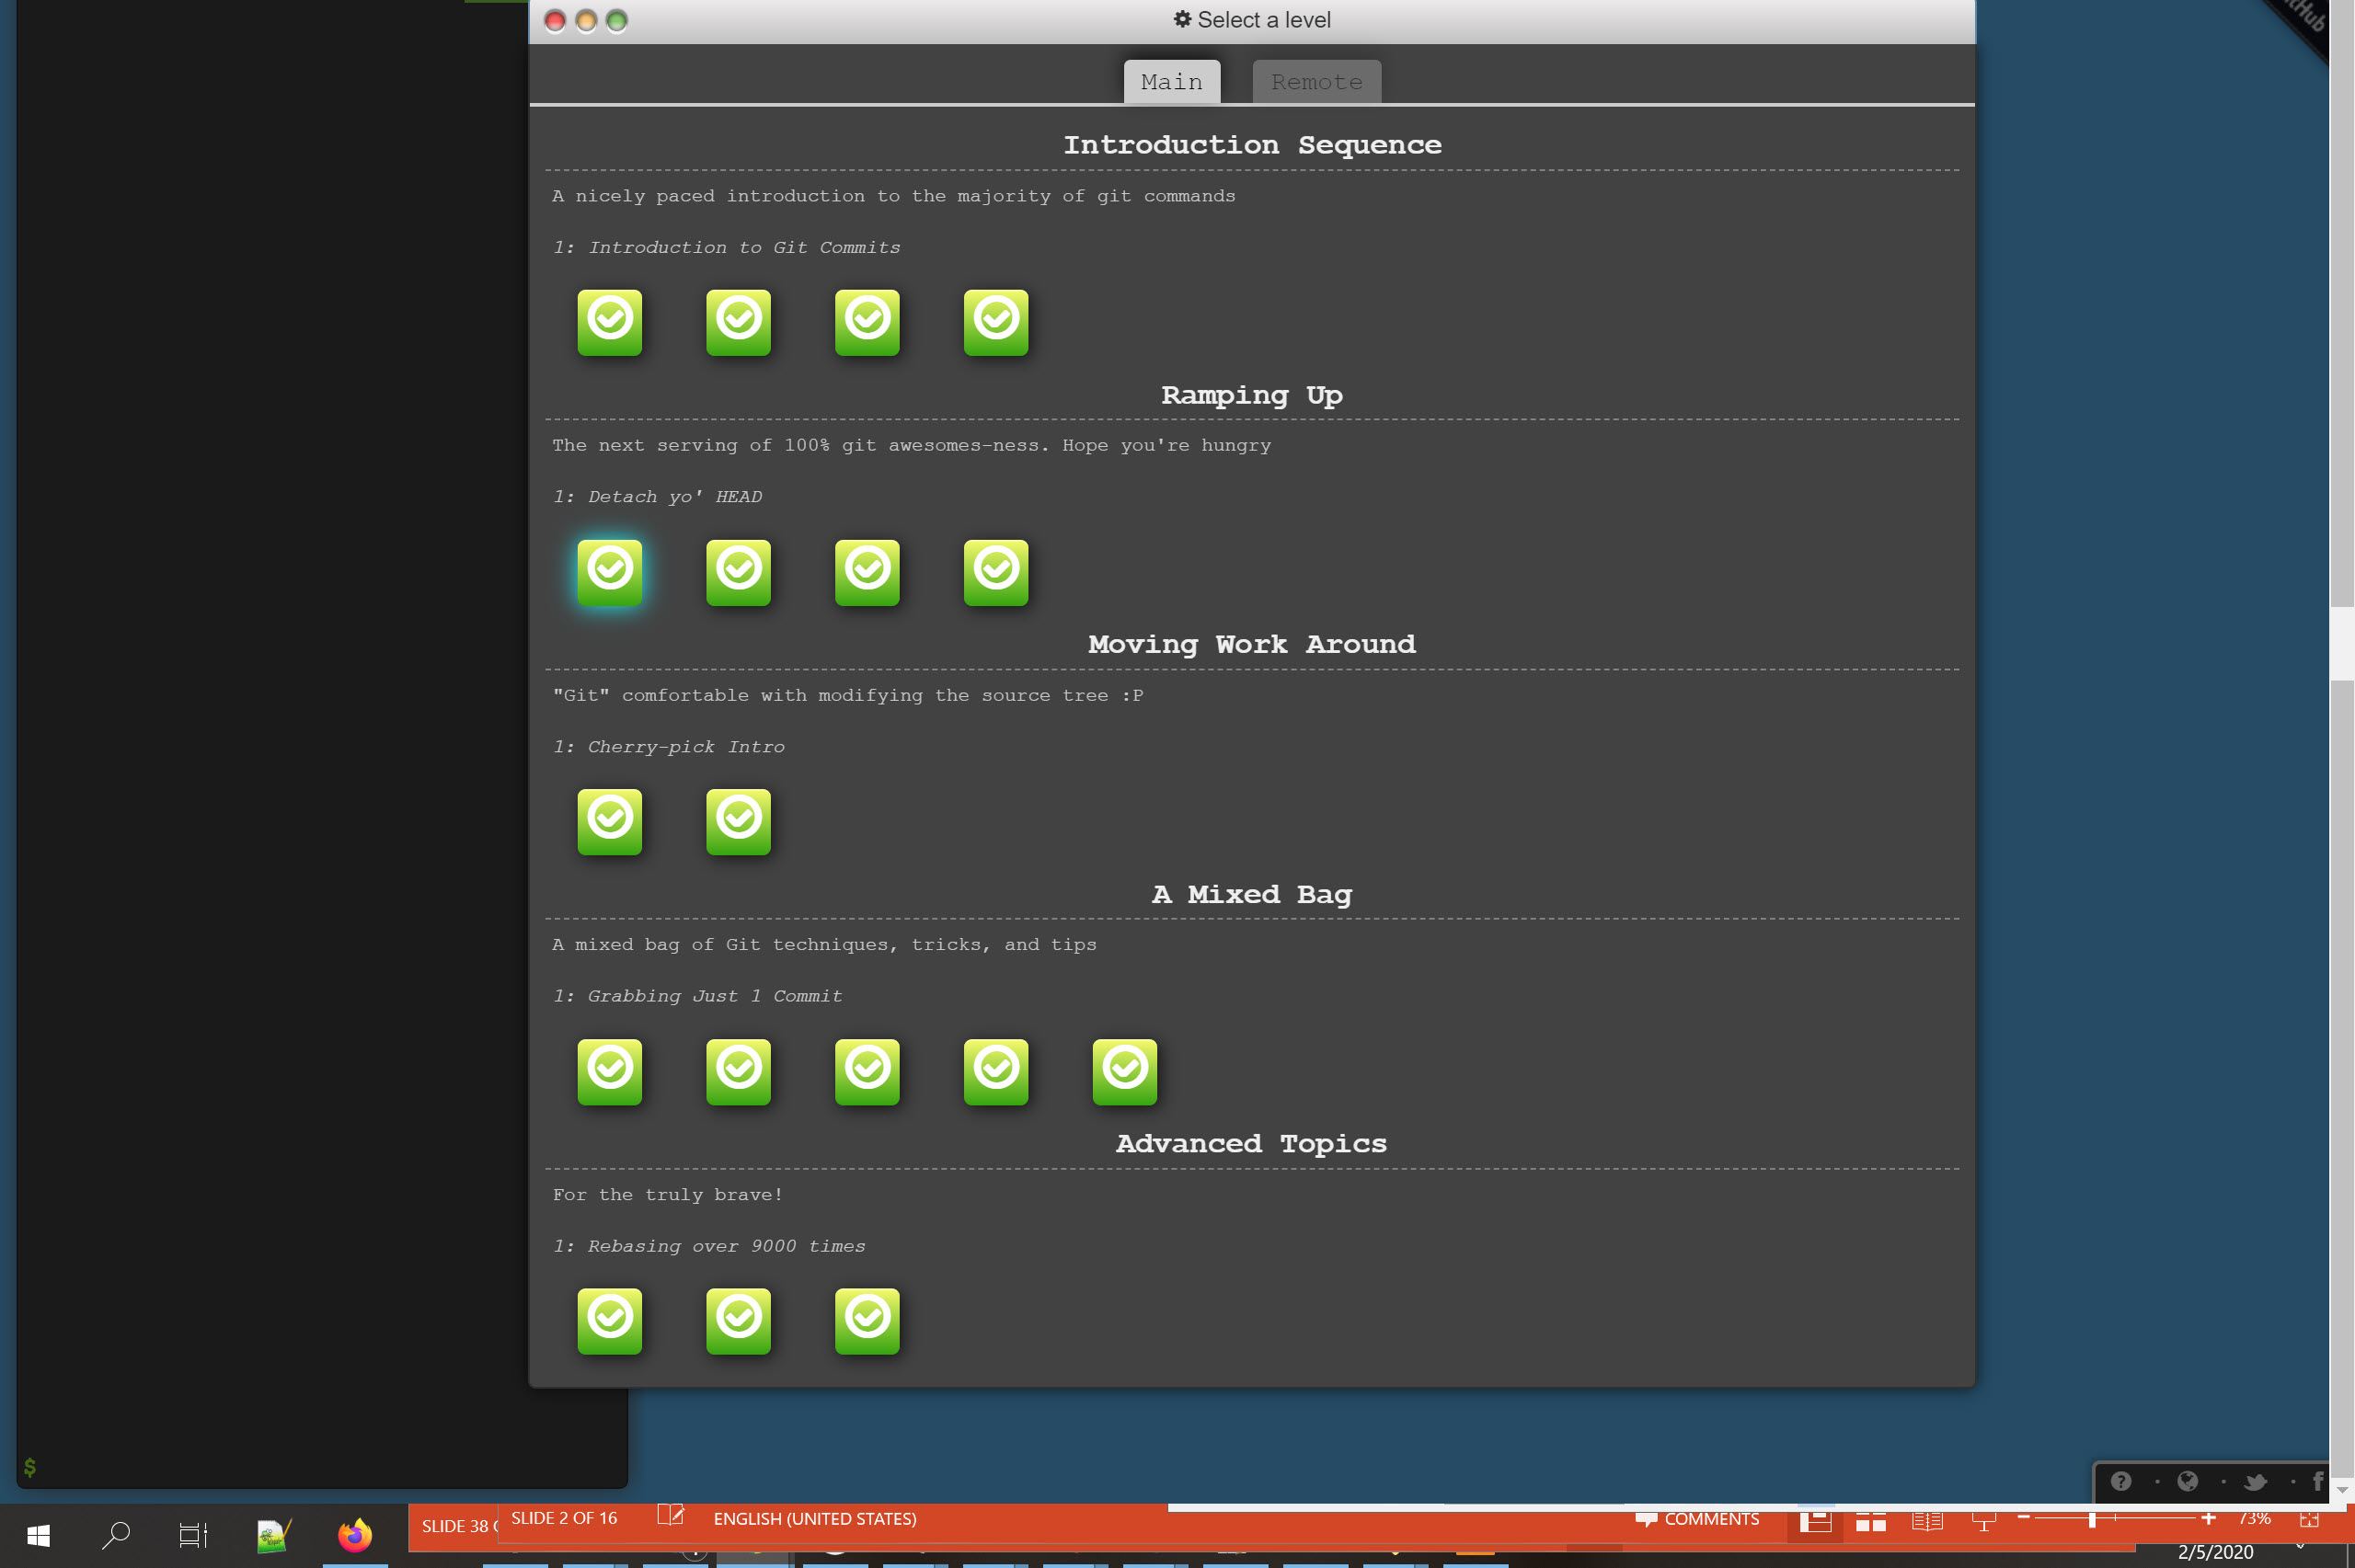 Select a level
Main
Remote
Introduction Sequence
A nicely paced introduction to the majority of git commands
1: Introduction to Git Commits
Ramping Up
The next serving of 100% git awesomes-ness. Hope you're hungry
1: Detach yo' HEAD
Moving Work Around
"Git" comfortable with modifying the source tree :P
1: Cherry-pick Intro
A Mixed Bag
A mixed bag of Git techniques, tricks, and tips
1: Grabbing Just 1 Commit
Advanced Topics
For the truly brave!
1: Rebasing over 9000 times
$
SLIDE 38
SLIDE 2 OF 16
ENGLISH (UNITED STATES)
COMMENTS
73%
2/5/2020